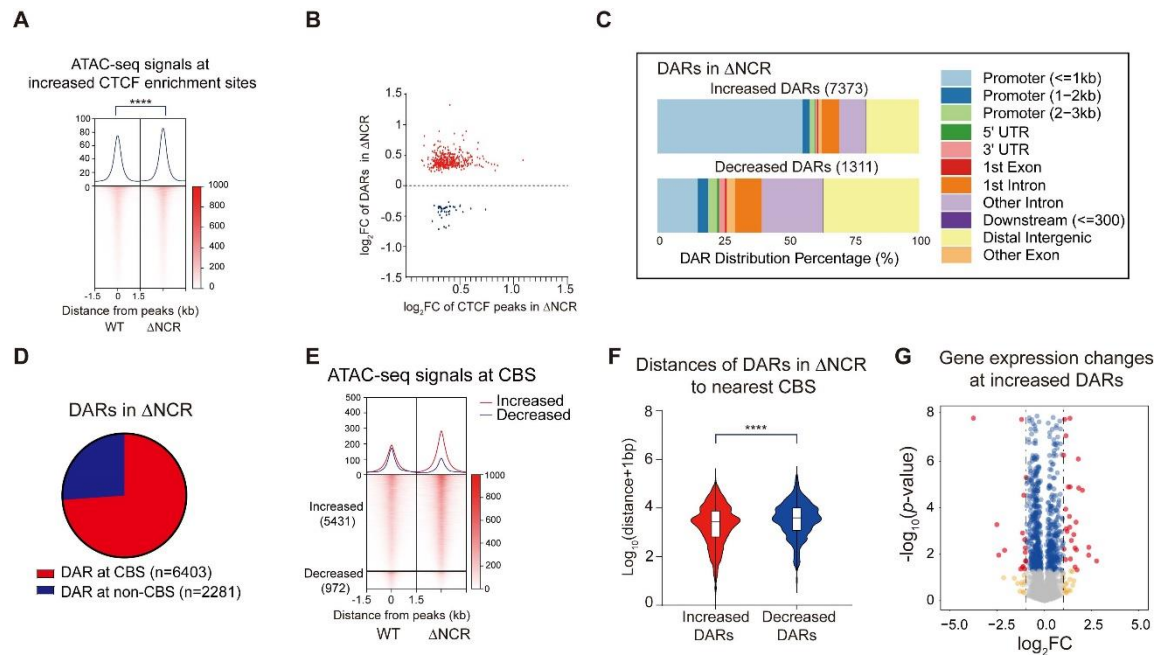 A
ATAC-seq signals at
increased CTCF enrichment sites
****
100
80
60
40
20
0
1000
800
600
400
200
0
-1.5 0 1.5 -1.5 0 1.5
Distance from peaks (kb)
WT ΔNCR
B
log₂FC of DARs in ΔNCR
1.5
1.0
0.5
0
-0.5
-1.0
-1.5
0.5 1.0 1.5
log₂FC of CTCF peaks in ΔNCR
C
DARs in ΔNCR
Increased DARs (7373)
Decreased DARs (1311)
0 25 50 75 100
DAR Distribution Percentage (%)
Promoter (<=1kb)
Promoter (1-2kb)
Promoter (2-3kb)
5' UTR
3' UTR
1st Exon
1st Intron
Other Intron
Downstream (<=300)
Distal Intergenic
Other Exon
D
DARs in ΔNCR
DAR at CBS (n=6403)
DAR at non-CBS (n=2281)
E
ATAC-seq signals at CBS
Increased
Decreased
500
400
300
200
100
0
Increased
(5431)
Decreased
(972)
1000
800
600
400
200
0
-1.5 0 1.5 0 1.5
Distance from peaks (kb)
WT ΔNCR
F
Distances of DARs in ΔNCR
to nearest CBS
****
Log₁₀(distance+1bp)
8
6
4
2
0
Increased
DARs
Decreased
DARs
G
Gene expression changes
at increased DARs
-log₁₀(p-value)
8
6
4
2
0
-5.0 -2.5 0.0 2.5 5.0
log₂FC